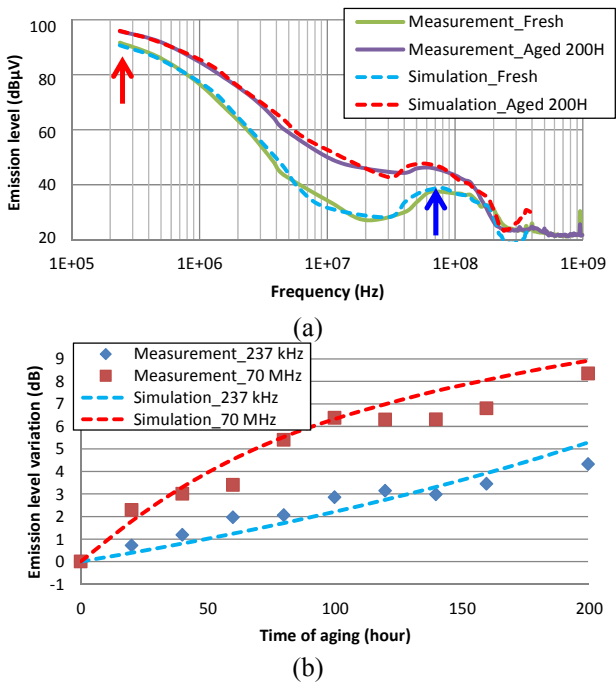 100
80
60
40
20
Emission level (dBµV)
Measurement_Fresh
Measurement_Aged 200H
Simulation_Fresh
Simualation_Aged 200H
1E+05
1E+06
1E+07
1E+08
1E+09
Frequency (Hz)
(a)
9
8
7
6
5
4
3
2
1
0
-1
Emission level variation (dB)
Measurement_237 kHz
Measurement_70 MHz
Simulation_237 kHz
Simulation_70 MHz
0
50
100
150
200
Time of aging (hour)
(b)